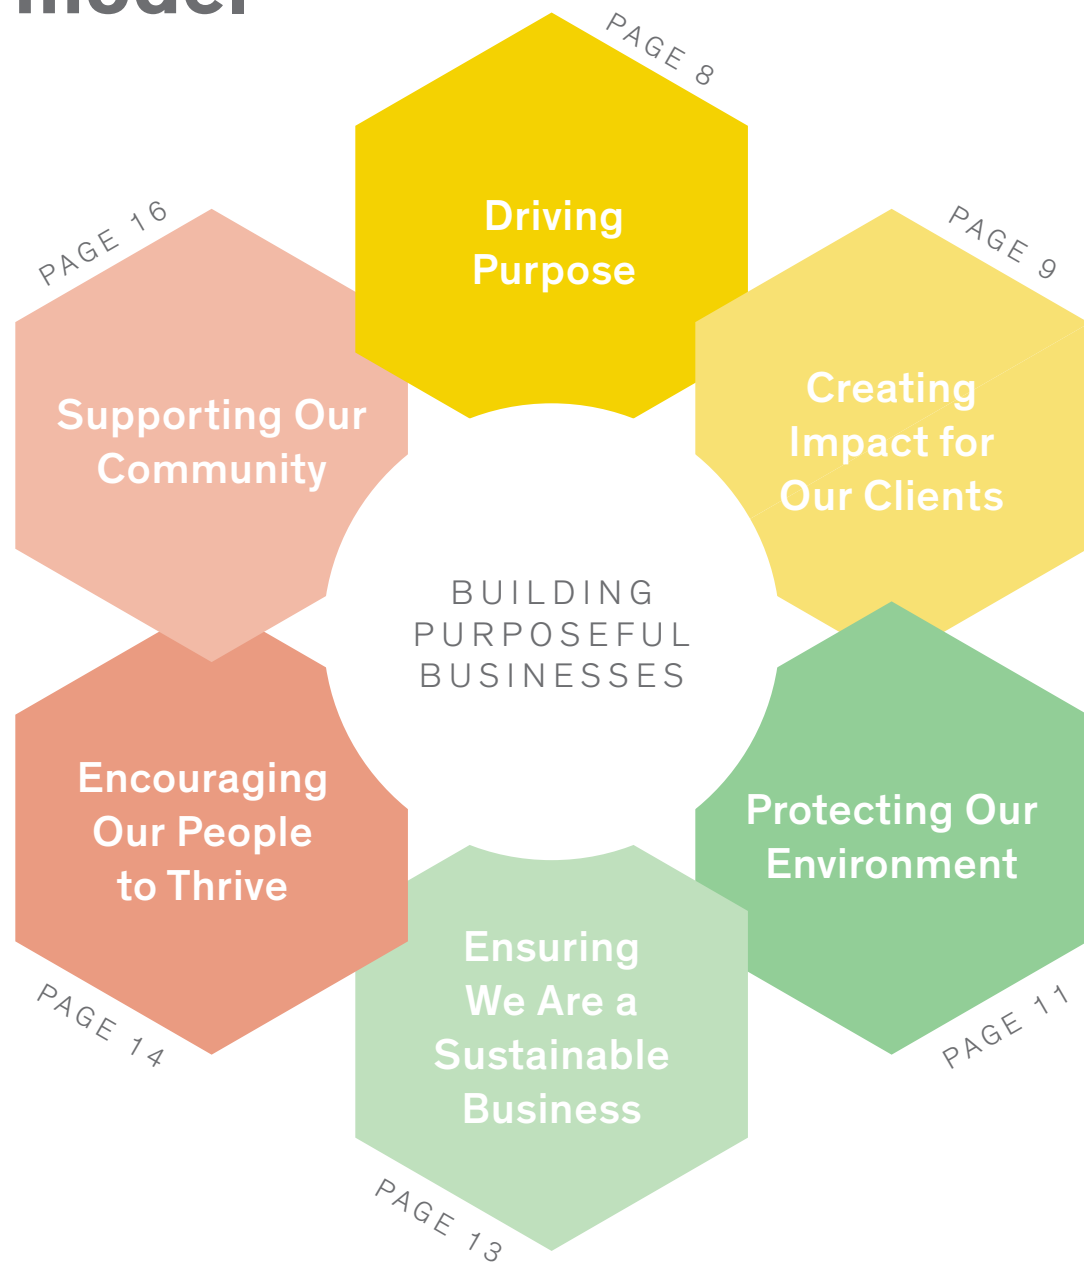 model
PAGE 8
Driving
Purpose
PAGE 9
Creating
Impact for
Our Clients
Protecting Our
Environment
PAGE 11
Ensuring
We Are a
Sustainable
Business
PAGE 13
Encouraging
Our People
to Thrive
PAGE 14
PAGE 16
Supporting Our
Community
BUILDING
PURPOSEFUL
BUSINESSES